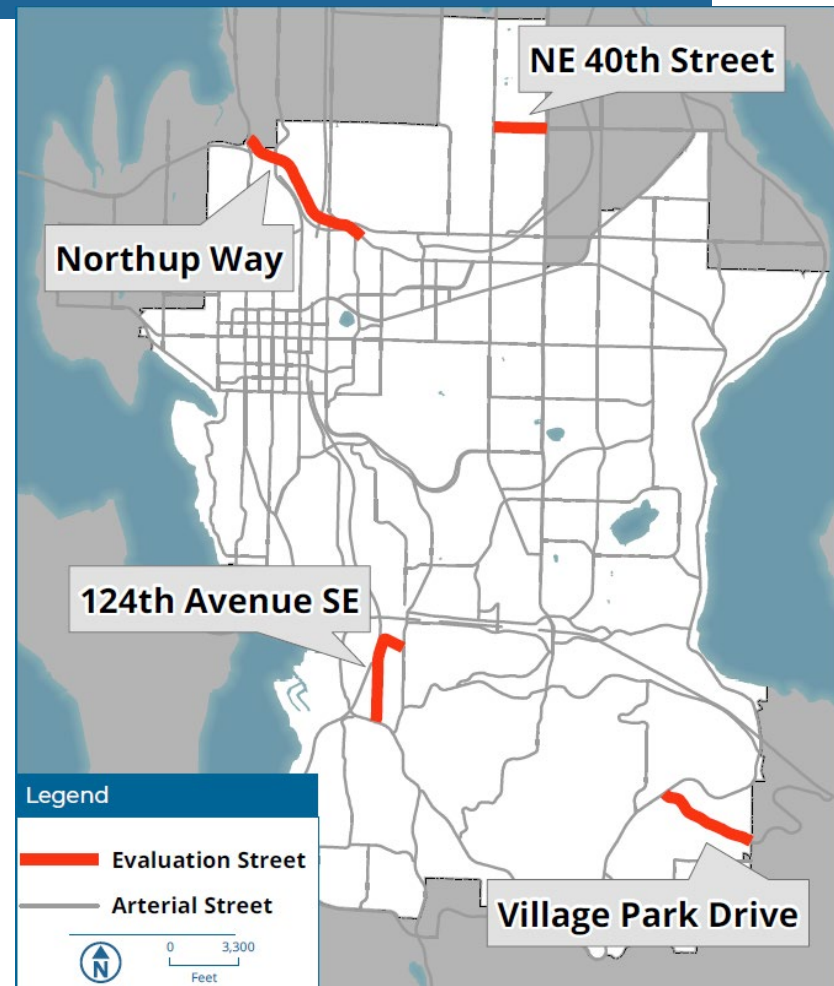 NE 40th Street
Northup Way
124th Avenue SE
Village Park Drive
Legend
Evaluation Street
Arterial Street
N
0 3,300
Feet